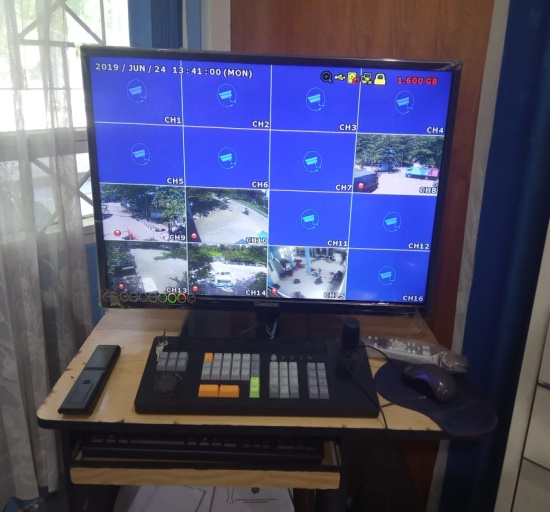 2019 / JUN / 24 13:41:00 (MON) 1,600 GB
CH1 CH2 CH3 CH4
CH5 CH6 CH7 CH8
CH9 CH10 CH11 CH12
CH13 CH14 CH15 CH16